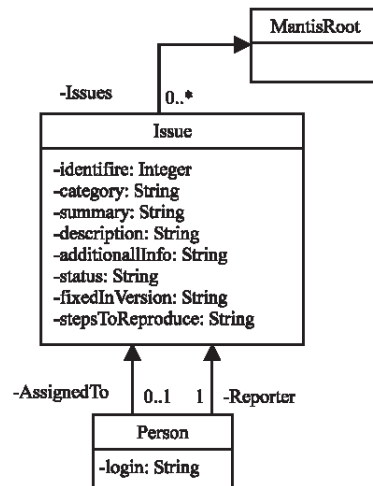 MantisRoot
-Issues
0..*
Issue
-identifire: Integer
-category: String
-summary: String
-description: String
-additionallInfo: String
-status: String
-fixedInVersion: String
-stepsToReproduce: String
-AssignedTo 0..1 1 -Reporter
Person
-login: String